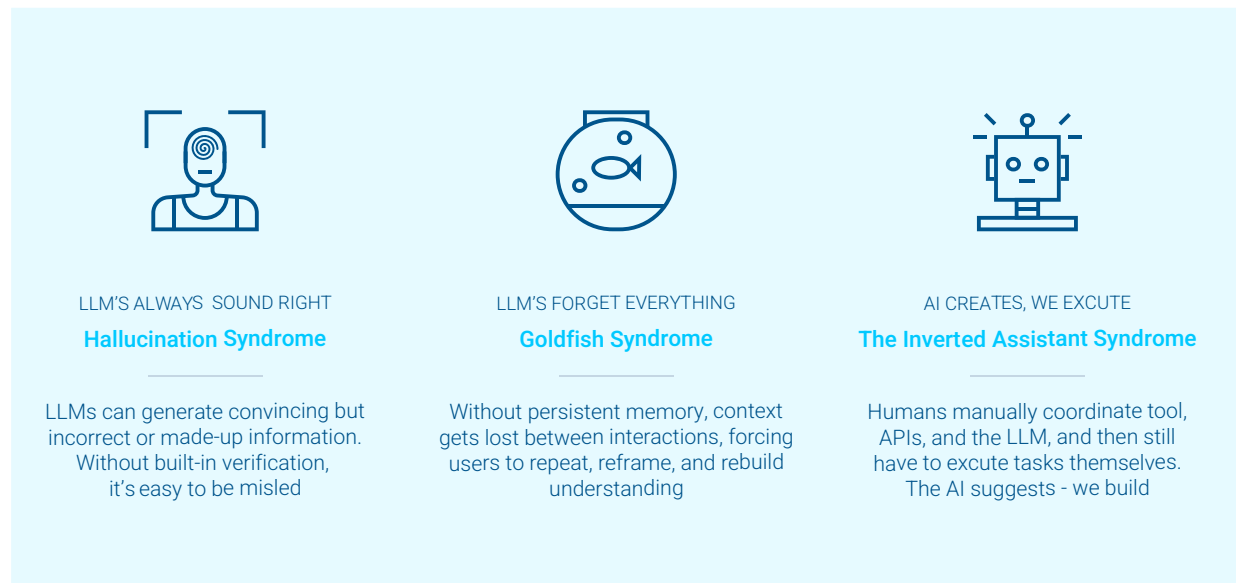 LLM'S ALWAYS SOUND RIGHT
Hallucination Syndrome
LLMs can generate convincing but
incorrect or made-up information.
Without built-in verification,
it's easy to be misled
LLM'S FORGET EVERYTHING
Goldfish Syndrome
Without persistent memory, context
gets lost between interactions, forcing
users to repeat, reframe, and rebuild
understanding
AI CREATES, WE EXCUTE
The Inverted Assistant Syndrome
Humans manually coordinate tool,
APIs, and the LLM, and then still
have to excute tasks themselves.
The AI suggests - we build